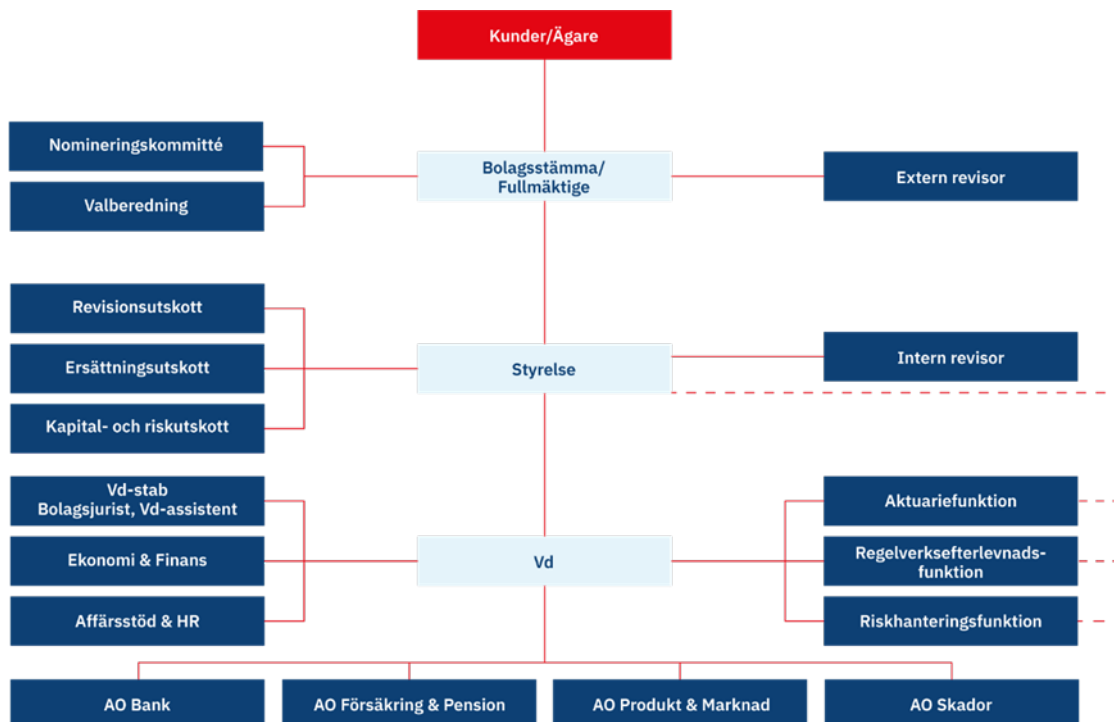 Kunder/Ägare
Nomineringskommitté
Valberedning
Bolagsstämma/
Fullmäktige
Extern revisor
Revisionsutskott
Ersättningsutskott
Kapital- och riskutskott
Styrelse
Intern revisor
Vd-stab
Bolagsjurist, Vd-assistent
Ekonomi & Finans
Affärsstöd & HR
Vd
Aktuariefunktion
Regelverksefterlevnads-
funktion
Riskhanteringsfunktion
AO Bank
AO Försäkring & Pension
AO Produkt & Marknad
AO Skador